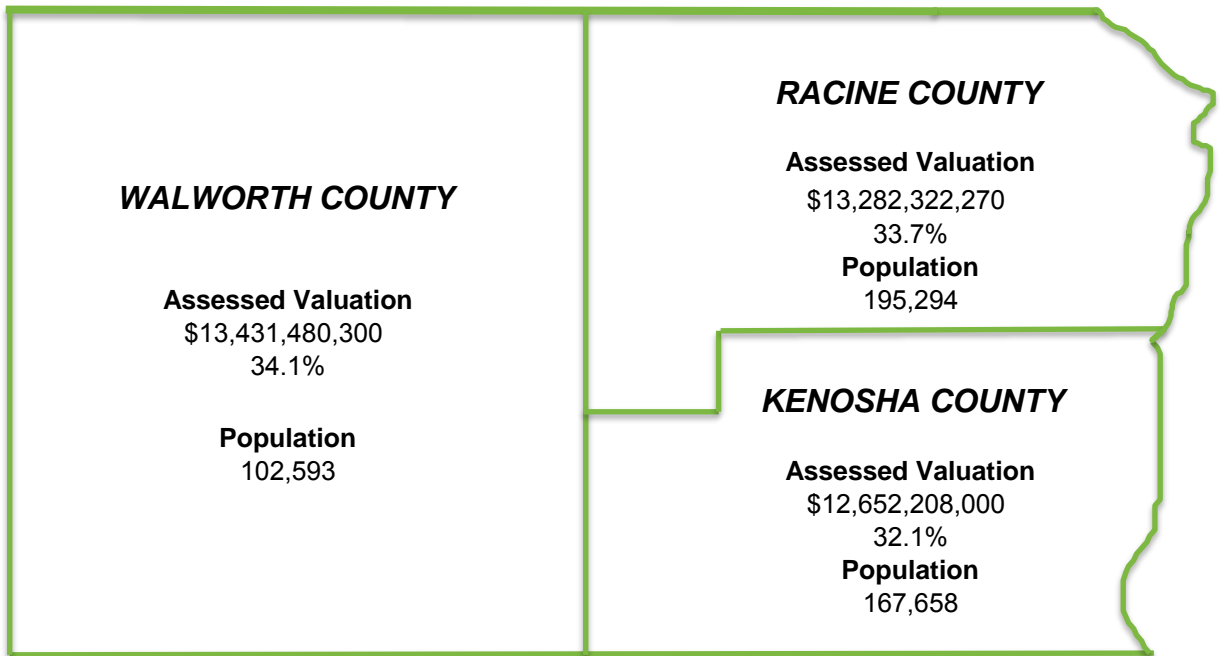 WALWORTH COUNTY
Assessed Valuation
$13,431,480,300
34.1%
Population
102,593
RACINE COUNTY
Assessed Valuation
$13,282,322,270
33.7%
Population
195,294
KENOSHA COUNTY
Assessed Valuation
$12,652,208,000
32.1%
Population
167,658